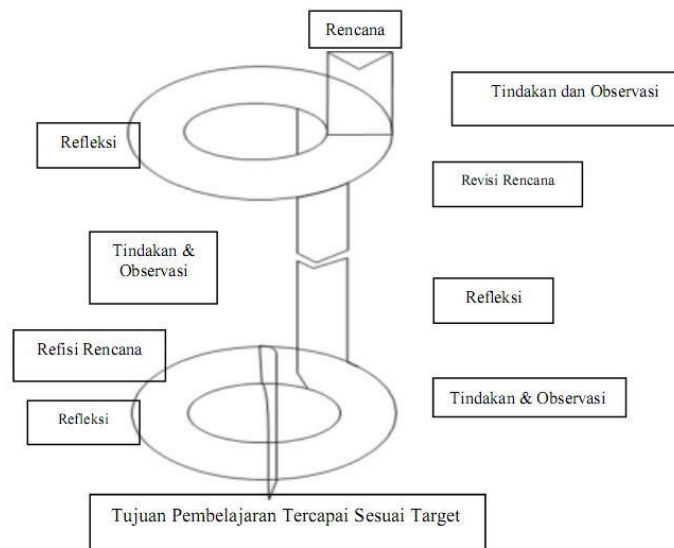 Rencana
Tindakan dan Observasi
Refleksi
Revisi Rencana
Tindakan &
Observasi
Refleksi
Refisi Rencana
Tindakan & Observasi
Refleksi
Tujuan Pembelajaran Tercapai Sesuai Target